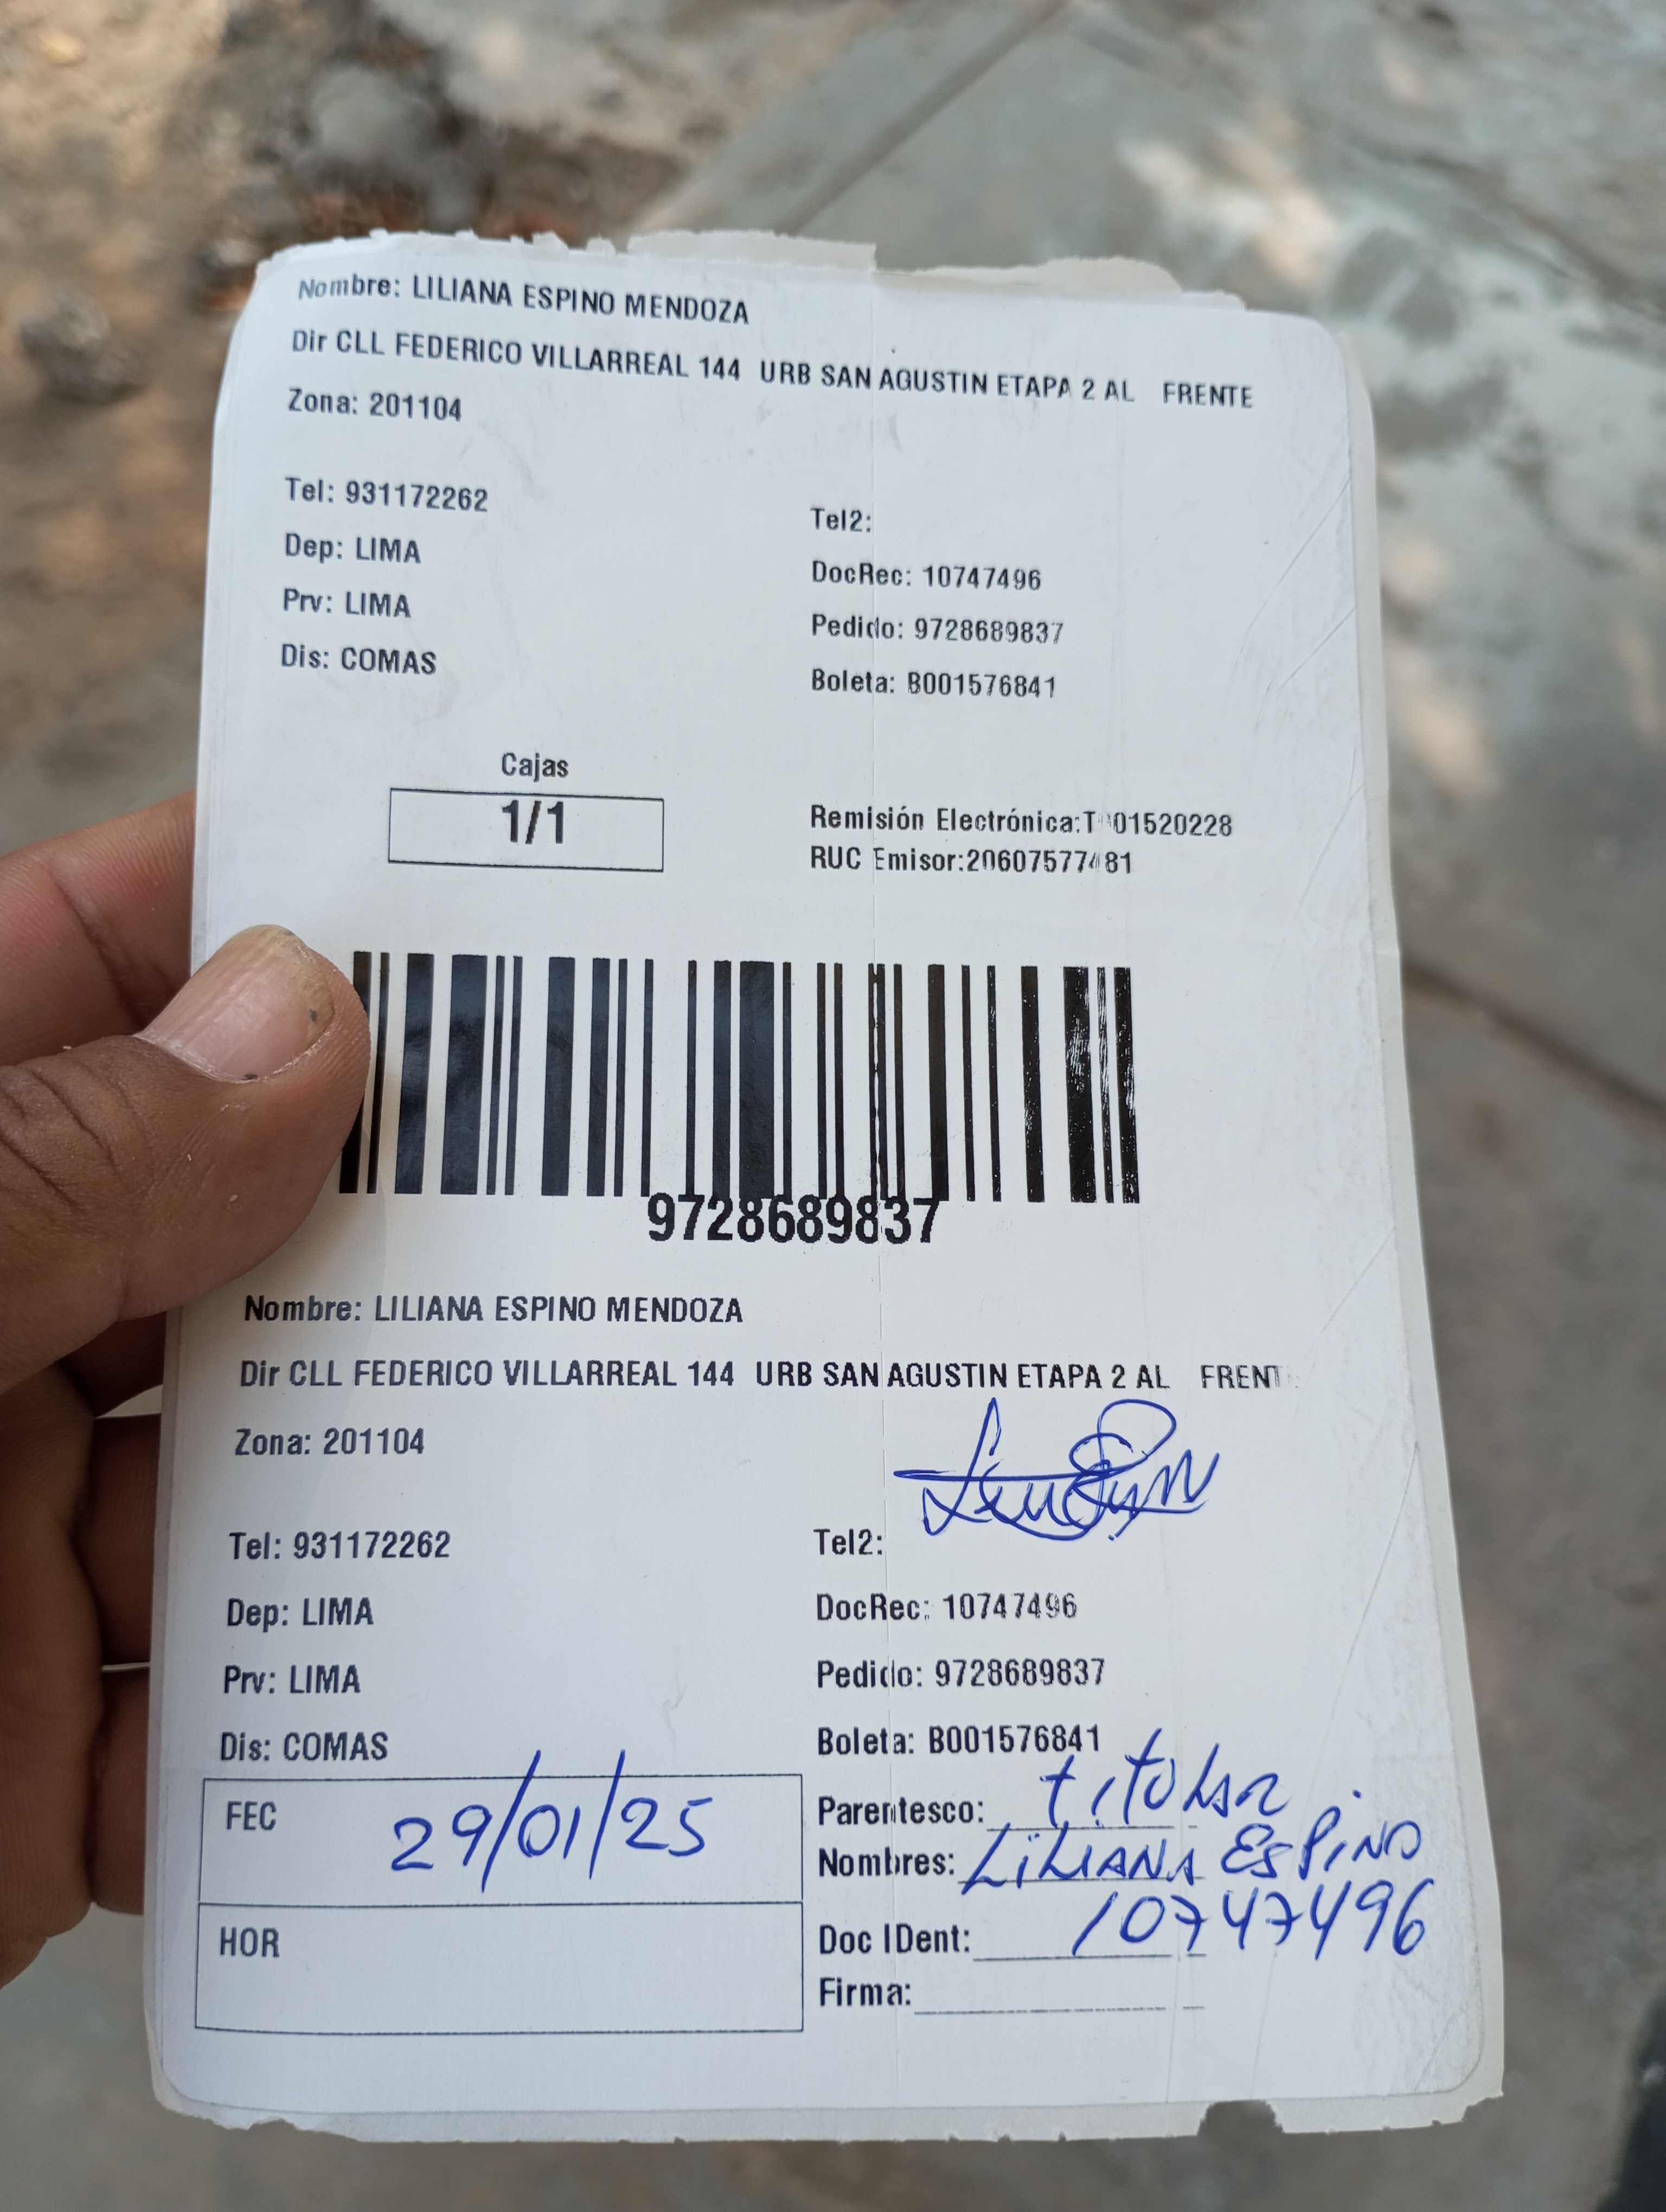 Nombre: LILIANA ESPINO MENDOZA
Dir CLL FEDERICO VILLARREAL 144 URB SAN AGUSTIN ETAPA 2 AL FRENTE
Zona: 201104
Tel: 931172262
Tel2:
Dep: LIMA
DocRec: 10747496
Prv: LIMA
Pedido: 9728689837
Dis: COMAS
Boleta: B001576841
Cajas
1/1
Remisión Electrónica:
RUC Emisor:
9728689837
Nombre: LILIANA ESPINO MENDOZA
Dir CLL FEDERICO VILLARREAL 144 URB SAN AGUSTIN ETAPA 2 AL FRENT
Zona: 201104
Tel: 931172262
Tel2:
Dep: LIMA
DocRec: 10747496
Prv: LIMA
Pedido: 9728689837
Dis: COMAS
Boleta: B001576841
FEC 29/01/25
Parentesco: titular
Nombres: LILIANA ESPINO
HOR
Doc IDent: 10747496
Firma: